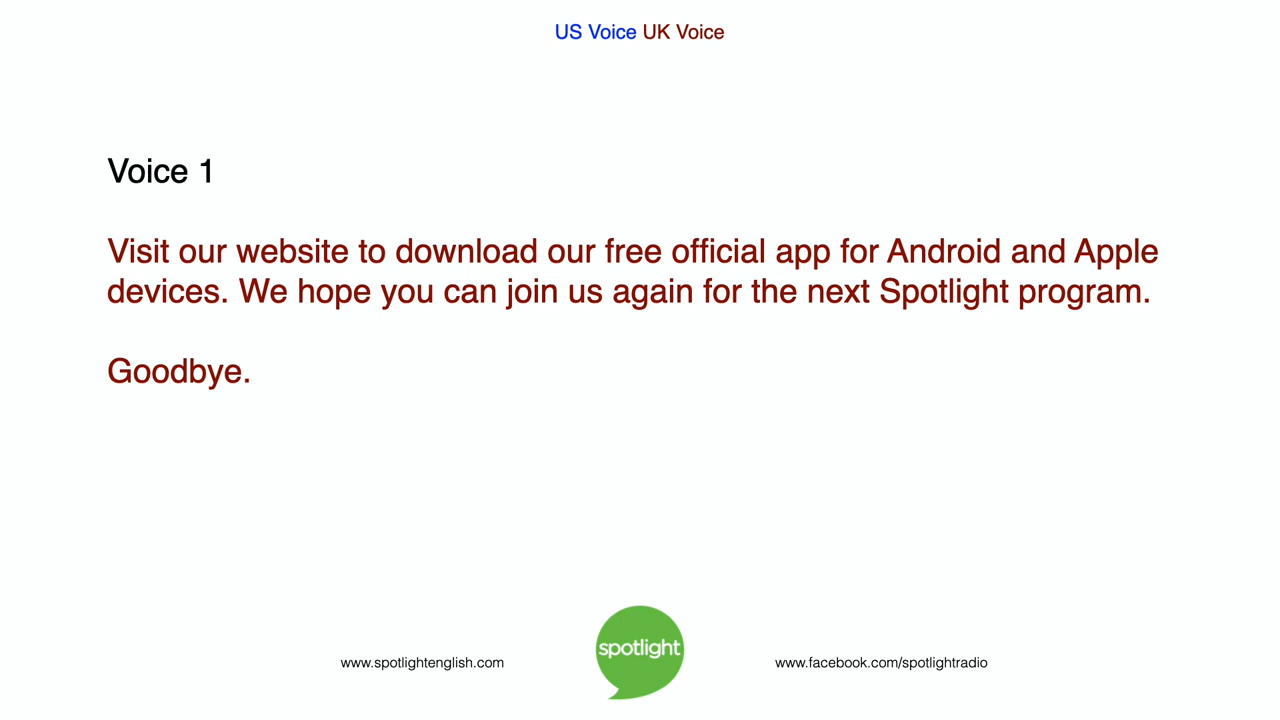 US Voice UK Voice
Voice 1
Visit our website to download our free official app for Android and Apple
devices. We hope you can join us again for the next Spotlight program.
Goodbye.
www.spotlightenglish.com
spotlight
www.facebook.com/spotlightradio